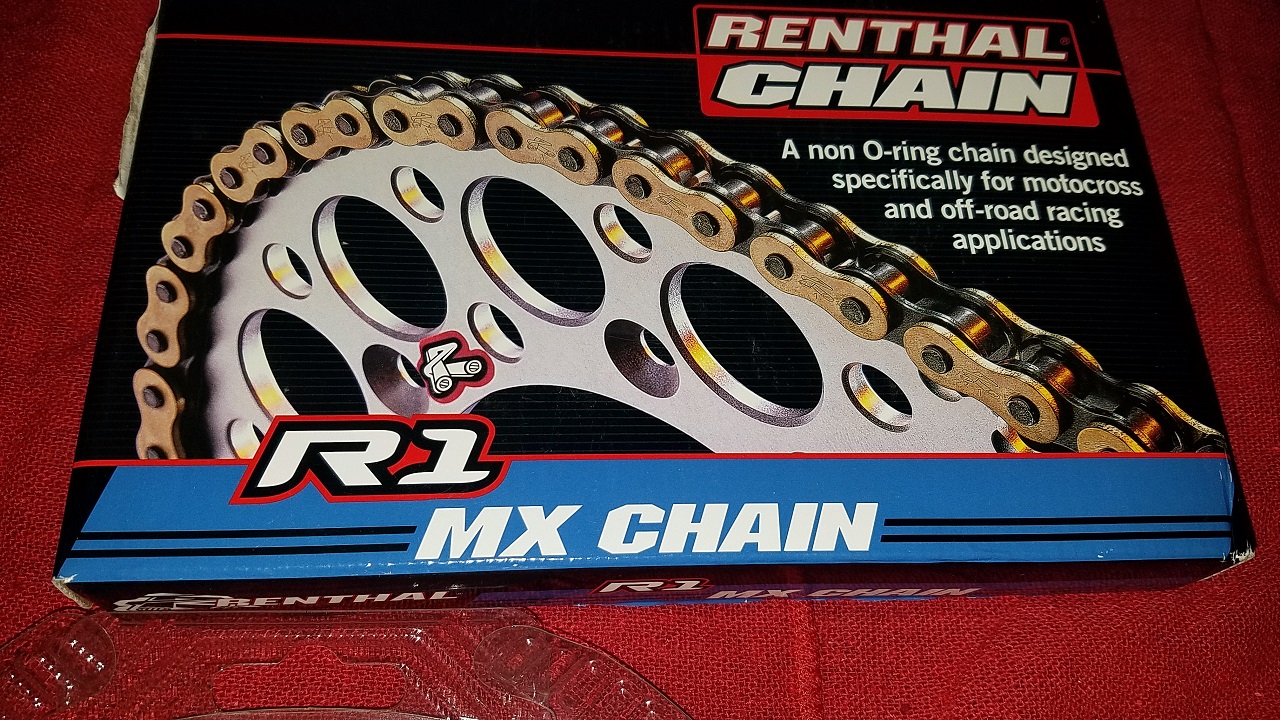 RENTHAL®
CHAIN
A non O-ring chain designed
specifically for motocross
and off-road racing
applications
R1
MX CHAIN
RENTHAL R1 MX CHAIN